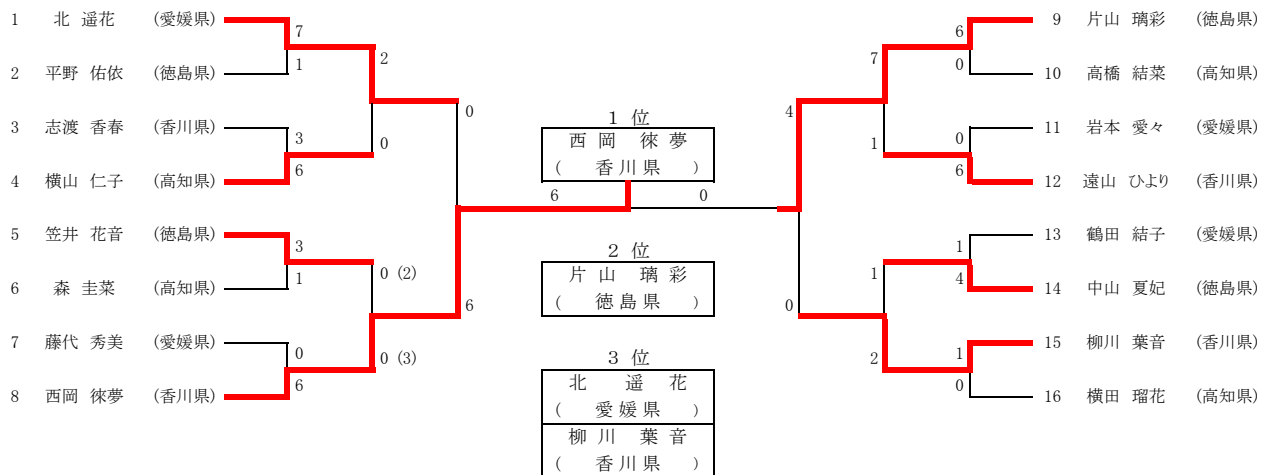 1 北 遥花 (愛媛県)
7
2 平野 佑依 (徳島県)
1
2
3 志渡 香春 (香川県)
3
4 横山 仁子 (高知県)
6
0
0
5 笠井 花音 (徳島県)
3
6 森 圭菜 (高知県)
1
0 (2)
7 藤代 秀美 (愛媛県)
0
8 西岡 徠夢 (香川県)
6
0 (3)
6
6
0
1 位
西 岡 徠 夢
( 香川県 )
2 位
片 山 璃 彩
( 徳島県 )
3 位
北 遥 花
( 愛媛県 )
柳 川 葉 音
( 香川県 )
9 片山 璃彩 (徳島県)
6
10 高橋 結菜 (高知県)
0
7
11 岩本 愛々 (愛媛県)
0
12 遠山 ひより (香川県)
6
1
4
13 鶴田 結子 (愛媛県)
1
14 中山 夏妃 (徳島県)
4
1
15 柳川 葉音 (香川県)
1
16 横田 瑠花 (高知県)
0
2
0